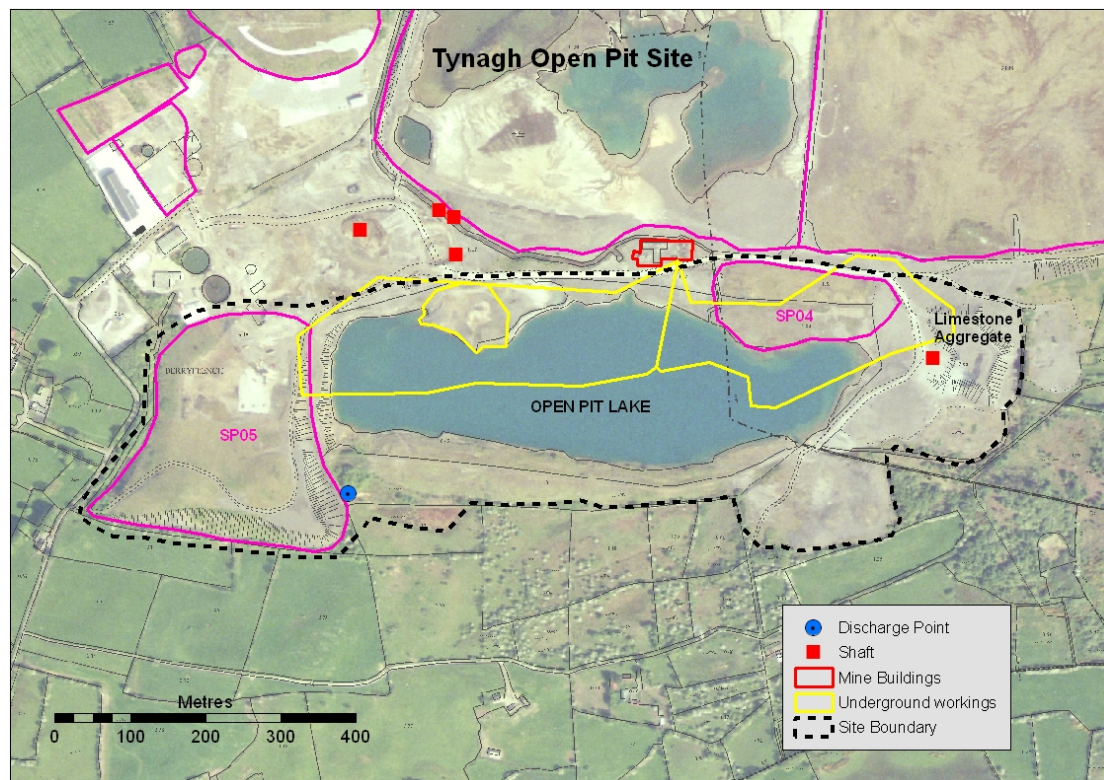 Tynagh Open Pit Site
SP04
Limestone
Aggregate
OPEN PIT LAKE
SP05
Discharge Point
Shaft
Mine Buildings
Underground workings
Site Boundary
Metres
0 100 200 300 400